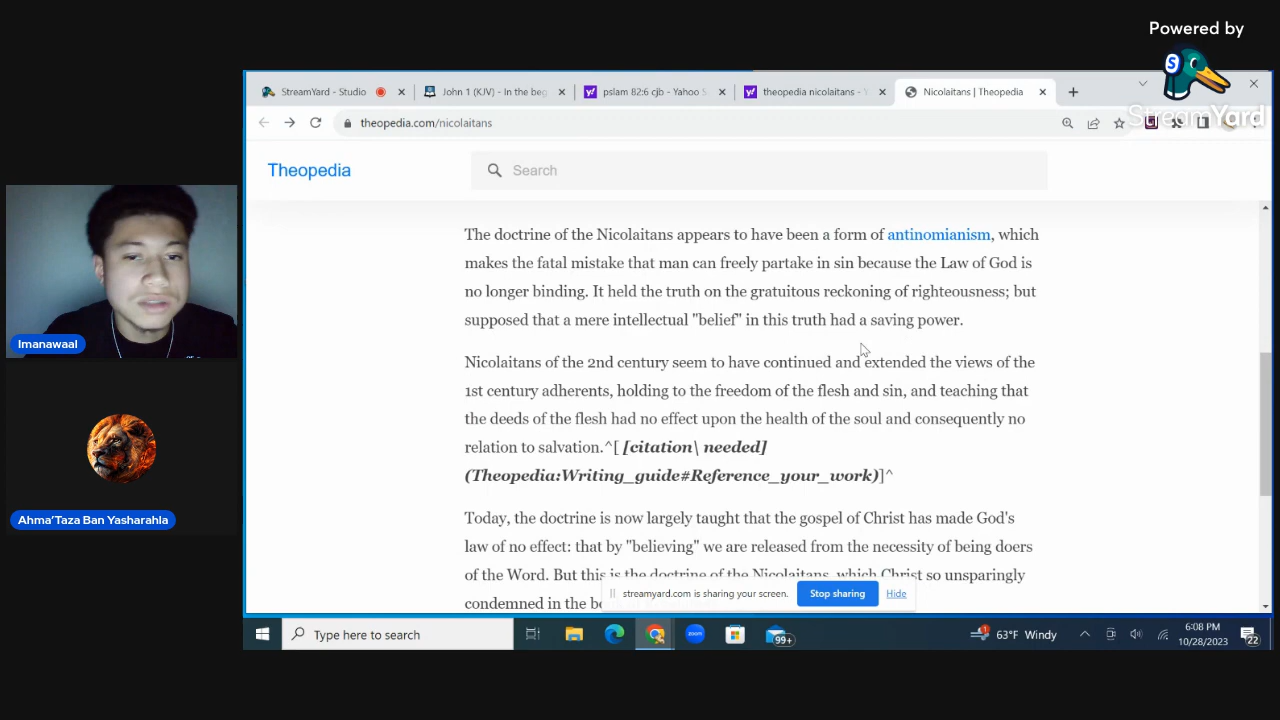 Powered by
StreamYard
StreamYard - Studio
John 1 (KJV) - In the beg
pslam 82:6 cjb - Yahoo S
theopedia nicolaitans - Y
Nicolaitans | Theopedia
theopedia.com/nicolaitans
Theopedia
Search
The doctrine of the Nicolaitans appears to have been a form of antinomianism, which
makes the fatal mistake that man can freely partake in sin because the Law of God is
no longer binding. It held the truth on the gratuitous reckoning of righteousness; but
supposed that a mere intellectual "belief" in this truth had a saving power.
Nicolaitans of the 2nd century seem to have continued and extended the views of the
1st century adherents, holding to the freedom of the flesh and sin, and teaching that
the deeds of the flesh had no effect upon the health of the soul and consequently no
relation to salvation.^[ [citation\ needed]
(Theopedia:Writing_guide#Reference_your_work)]^
Today, the doctrine is now largely taught that the gospel of Christ has made God's
law of no effect: that by "believing" we are released from the necessity of being doers
of the Word. But this is the doctrine of the Nicolaitans, which Christ so unsparingly
condemned in the
streamyard.com is sharing your screen.
Stop sharing
Hide
Imanawaal
Ahma'Taza Ban Yasharahla
Type here to search
zoom
99+
63°F Windy
6:08 PM
10/28/2023
22